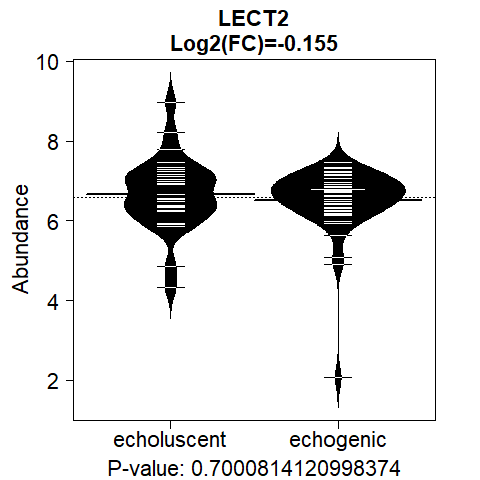 LECT2
Log2(FC)=-0.155
Abundance
10
8
6
4
2
echoluscent echogenic
P-value: 0.7000814120998374